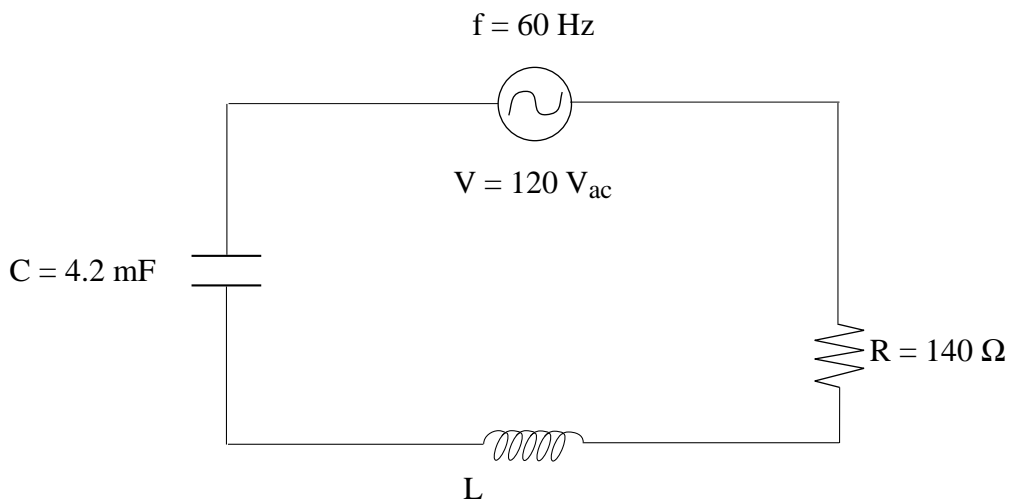 f = 60 Hz
V = 120 Vac
C = 4.2 mF
R = 140 Ω
L